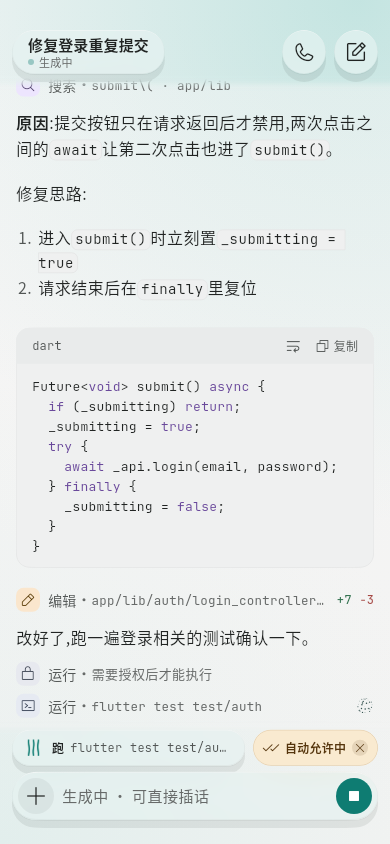 修复登录重复提交
生成中
搜索 · submit\( · app/lib
原因:提交按钮只在请求返回后才禁用,两次点击之
间的 await 让第二次点击也进了 submit()。
修复思路:
1. 进入 submit() 时立刻置 _submitting =
true
2. 请求结束后在 finally 里复位
dart 复制
Future<void> submit() async {
if (_submitting) return;
_submitting = true;
try {
await _api.login(email, password);
} finally {
_submitting = false;
}
}
编辑 · app/lib/auth/login_controller… +7 -3
改好了,跑一遍登录相关的测试确认一下。
运行 · 需要授权后才能执行
运行 · flutter test test/auth
跑 flutter test test/au… 自动允许中
生成中 · 可直接插话